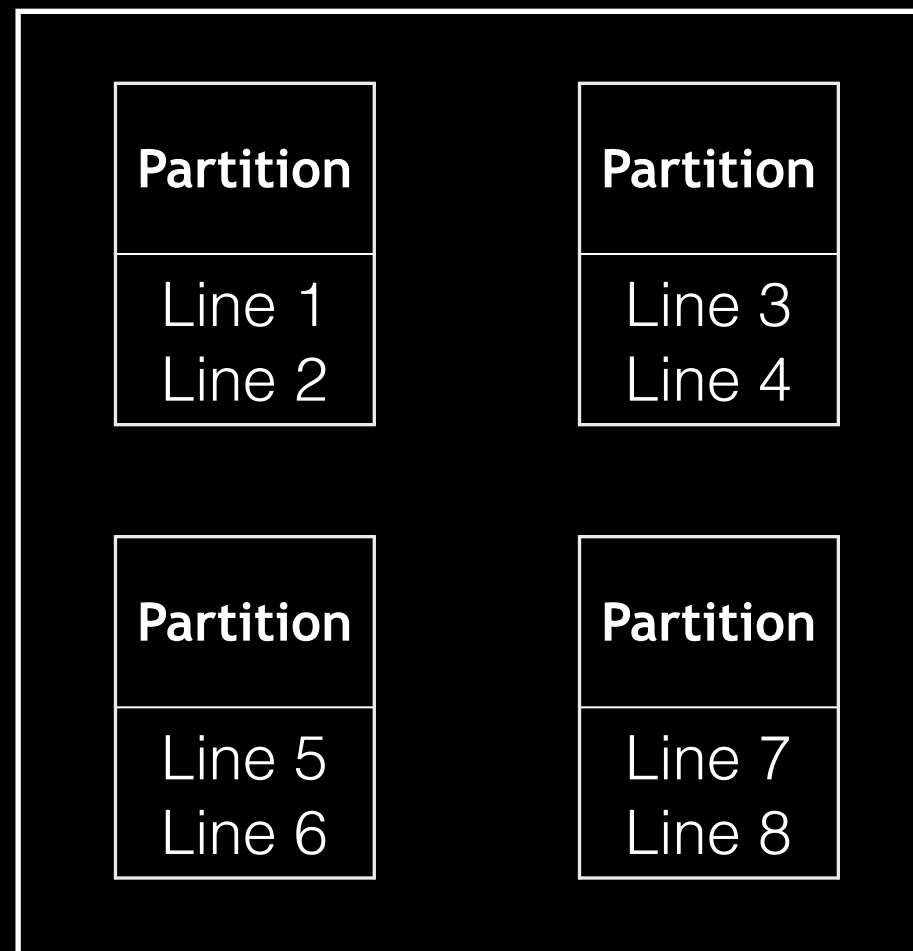 Partition
Line 1
Line 2
Partition
Line 3
Line 4
Partition
Line 5
Line 6
Partition
Line 7
Line 8